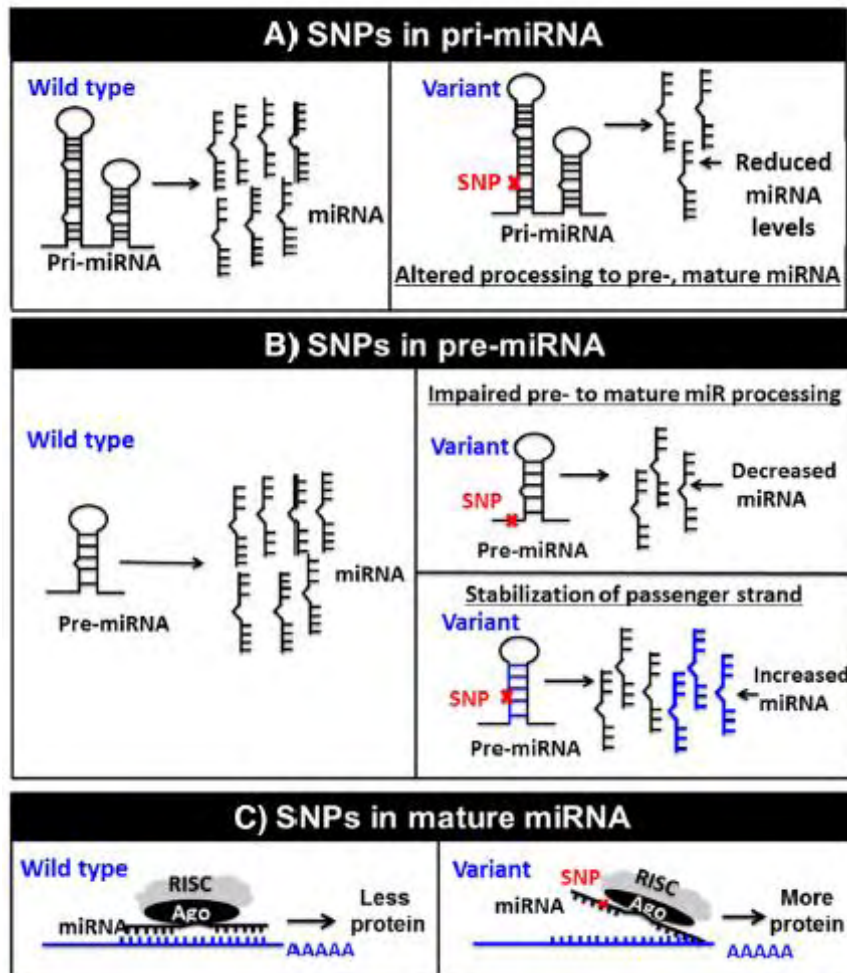 A) SNPs in pri-miRNA
Wild type
Pri-miRNA
miRNA
Variant
SNP
Pri-miRNA
Reduced
miRNA
levels
Altered processing to pre-, mature miRNA
B) SNPs in pre-miRNA
Wild type
Pre-miRNA
miRNA
Impaired pre- to mature miR processing
Variant
SNP
Pre-miRNA
Decreased
miRNA
Stabilization of passenger strand
Variant
SNP
Pre-miRNA
Increased
miRNA
C) SNPs in mature miRNA
Wild type
RISC
Ago
miRNA
AAAAA
Less
protein
Variant
SNP
RISC
miRNA
Ago
AAAAA
More
protein